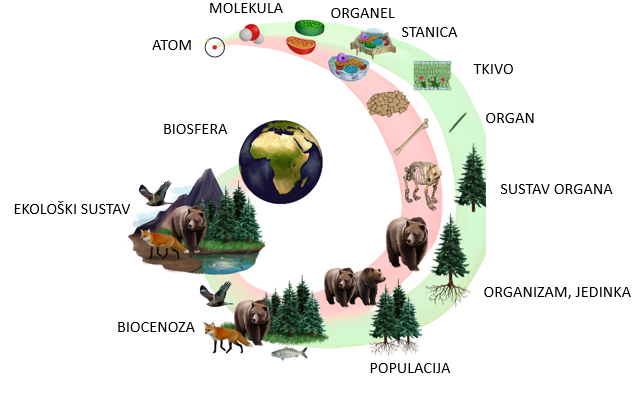 MOLEKULA
ORGANEL
STANICA
ATOM
TKIVO
ORGAN
BIOSFERA
SUSTAV ORGANA
EKOLOŠKI SUSTAV
ORGANIZAM, JEDINKA
BIOCENOZA
POPULACIJA